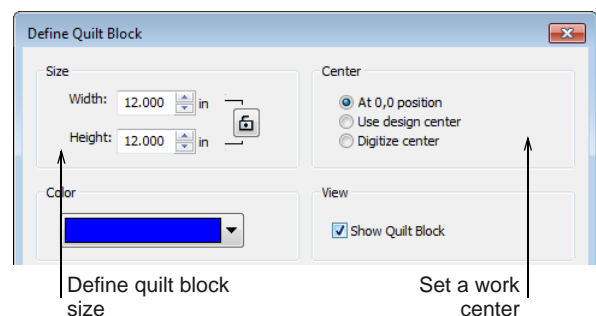 Define Quilt Block
Size
Width: 12.000 in
Height: 12.000 in
Center
At 0,0 position
Use design center
Digitize center
Color
View
Show Quilt Block
Define quilt block
size
Set a work
center